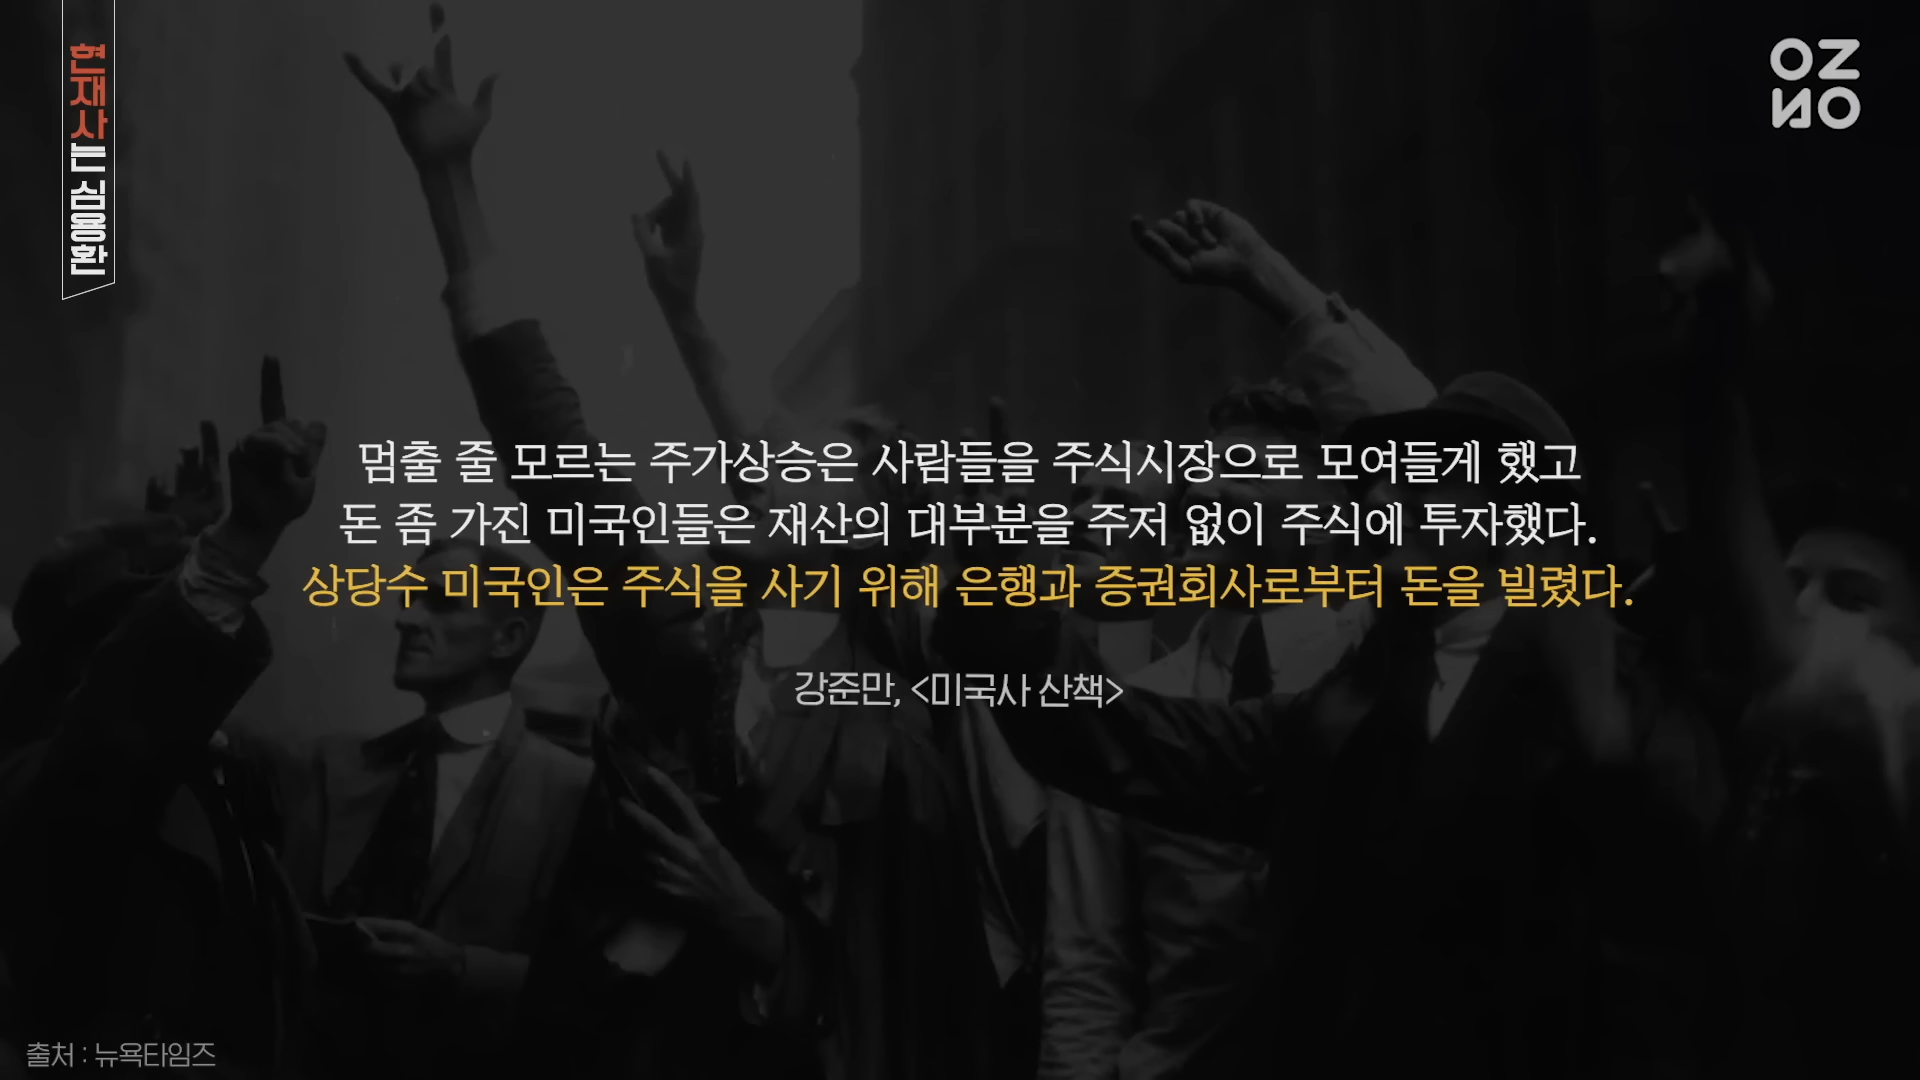 현재사는 심용환
OZ
NO
멈출 줄 모르는 주가상승은 사람들을 주식시장으로 모여들게 했고
돈 좀 가진 미국인들은 재산의 대부분을 주저 없이 주식에 투자했다.
상당수 미국인은 주식을 사기 위해 은행과 증권회사로부터 돈을 빌렸다.
강준만, <미국사 산책>
출처 : 뉴욕타임즈